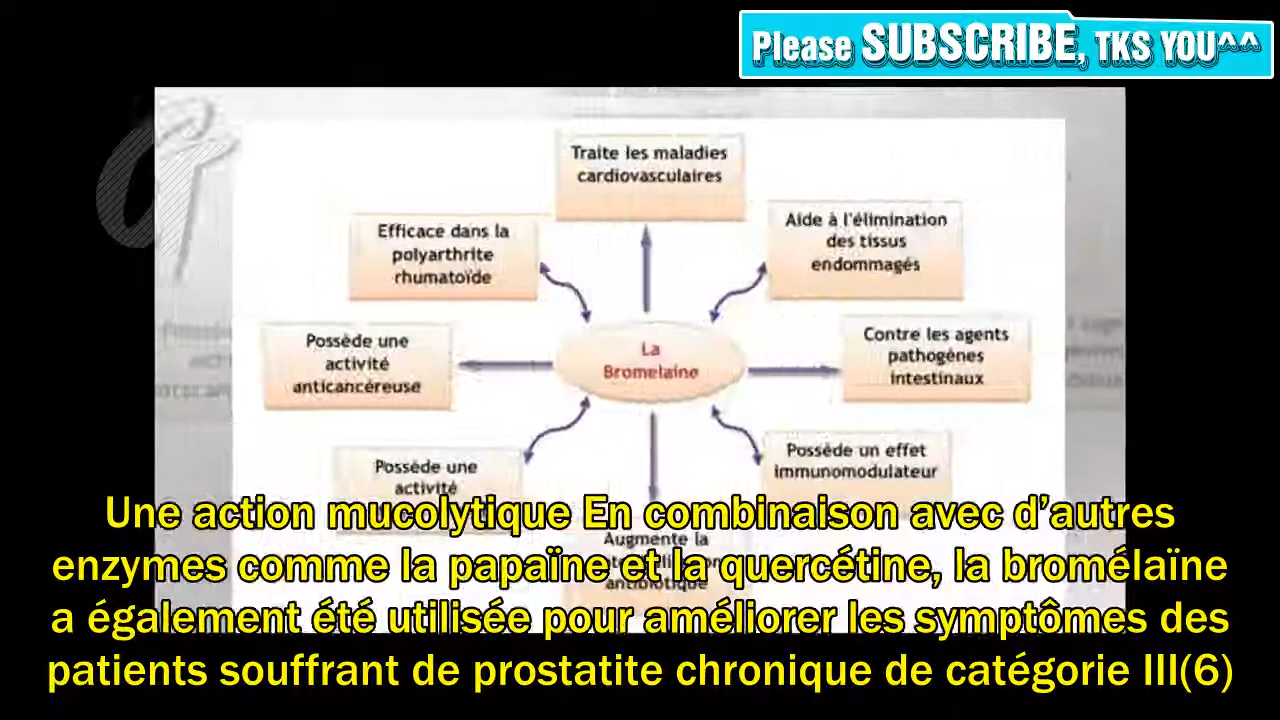 Please SUBSCRIBE, TKS YOU^^
Traite les maladies
cardiovasculaires
Efficace dans la
polyarthrite
rhumatoïde
Aide à l'élimination
des tissus
endommagés
Possède une
activité
anticancéreuse
La
Bromelaine
Contre les agents
pathogènes
intestinaux
Possède une
activité
Possède un effet
immunomodulateur
Augmente la
antibiotique
Une action mucolytique En combinaison avec d’autres
enzymes comme la papaïne et la quercétine, la bromélaïne
a également été utilisée pour améliorer les symptômes des
patients souffrant de prostatite chronique de catégorie III(6)